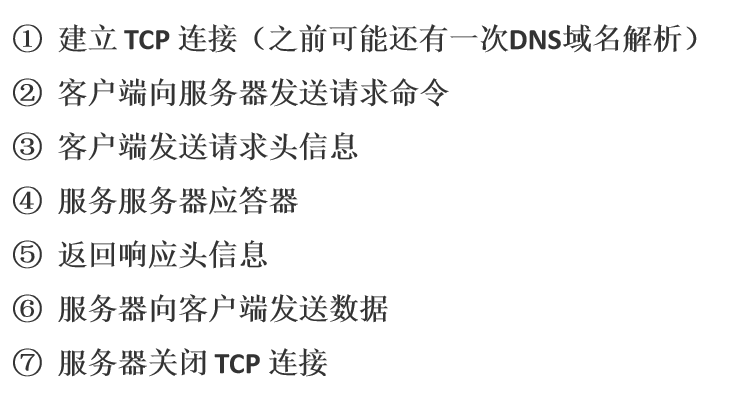 ① 建立 TCP 连接（之前可能还有一次DNS域名解析）
② 客户端向服务器发送请求命令
③ 客户端发送请求头信息
④ 服务服务器应答器
⑤ 返回响应头信息
⑥ 服务器向客户端发送数据
⑦ 服务器关闭 TCP 连接